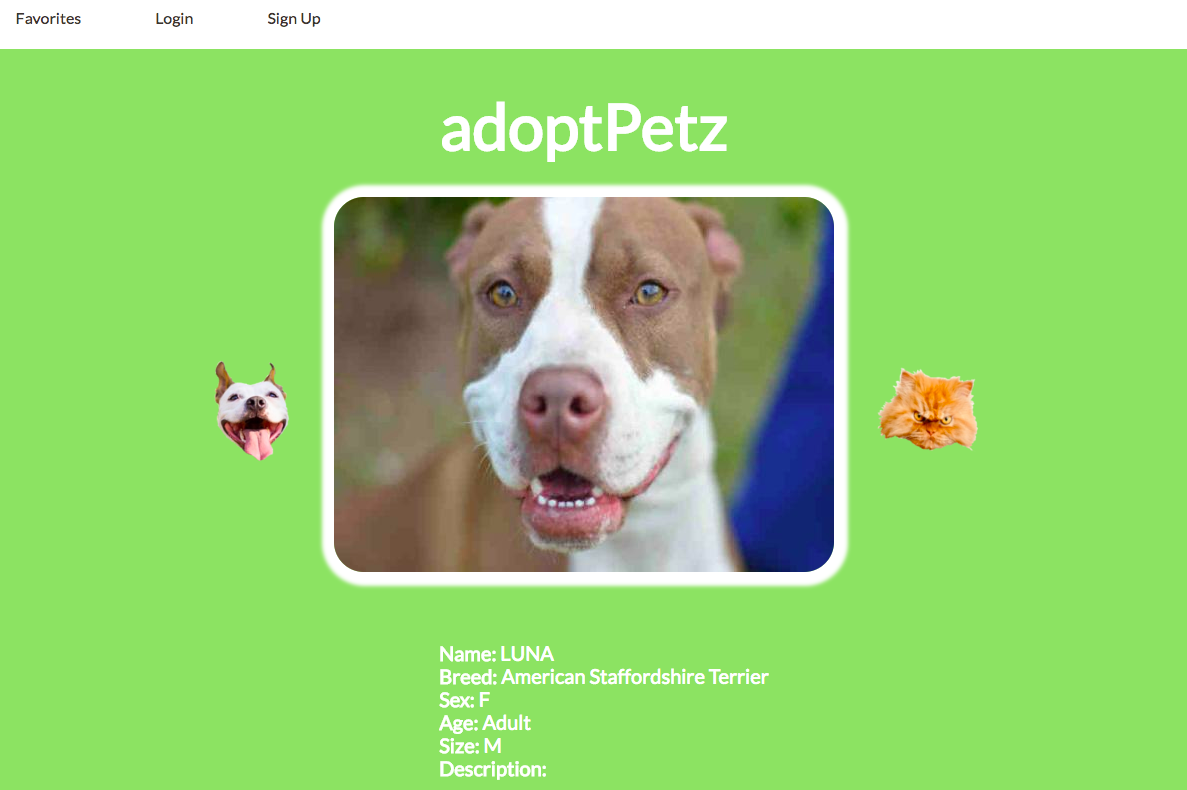 Favorites Login Sign Up
adoptPetz
Name: LUNA
Breed: American Staffordshire Terrier
Sex: F
Age: Adult
Size: M
Description: